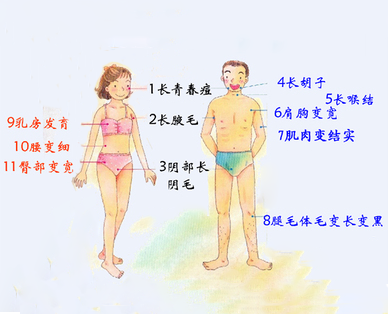 1长青春痘
2长腋毛
3阴部长
阴毛
4长胡子
5长喉结
6肩胸变宽
7肌肉变结实
8腿毛体毛变长变黑
9乳房发育
10腰变细
11臀部变宽